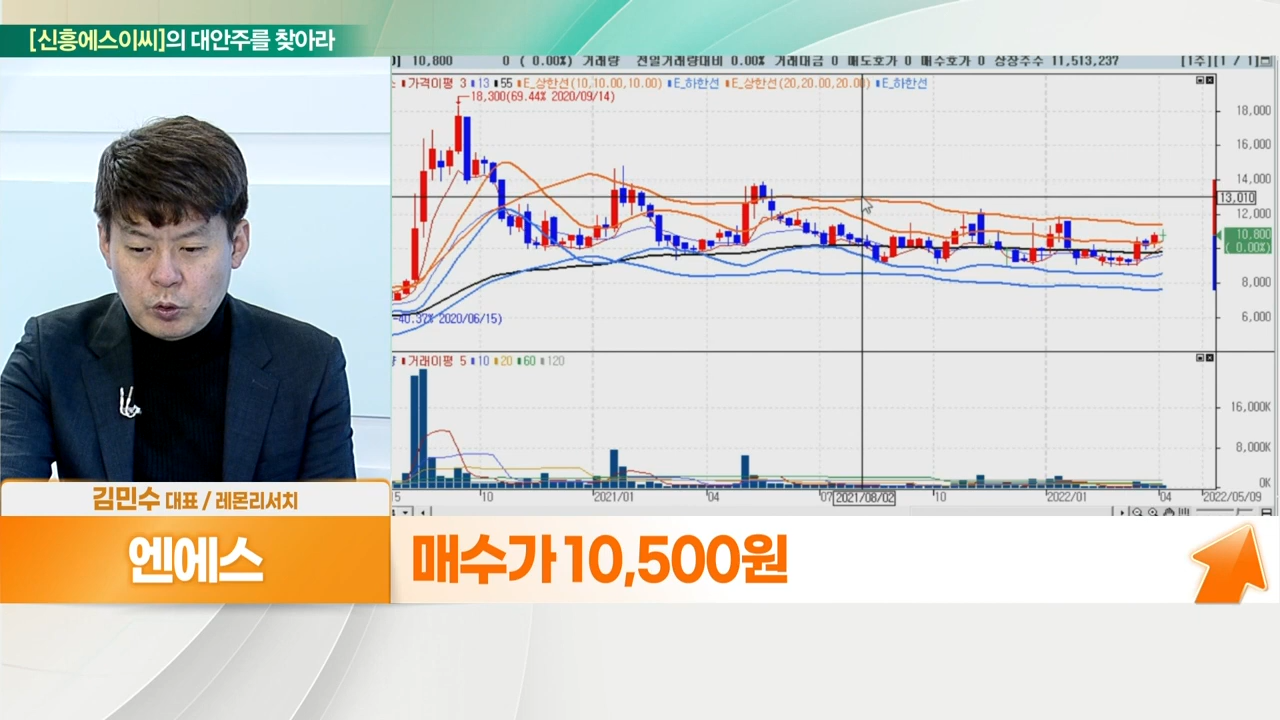 [신흥에스이씨]의 대안주를 찾아라
10,800 0 ( 0.00%) 거래량 전일거래량대비 0.00% 거래대금 0 매도호가 0 매수호가 0 상장주수 11,513,237 [1주][1 / 1]
가격이평 3 13 55 E_상한선(10,10.00,10.00) E_하한선 E_상한선(20,20.00,20.00) E_하한선
18,300(69.44% 2020/09/14)
18,000
16,000
14,000
13,010
12,000
10,800
( 0.00%)
8,000
6,000
-40.37% 2020/06/15)
거래이평 5 10 20 60 120
16,000K
8,000K
0K
10 2021/01 04 07 2021/08/02 10 2022/01 04 2022/05/09
김민수 대표 / 레몬리서치
엔에스
매수가 10,500원